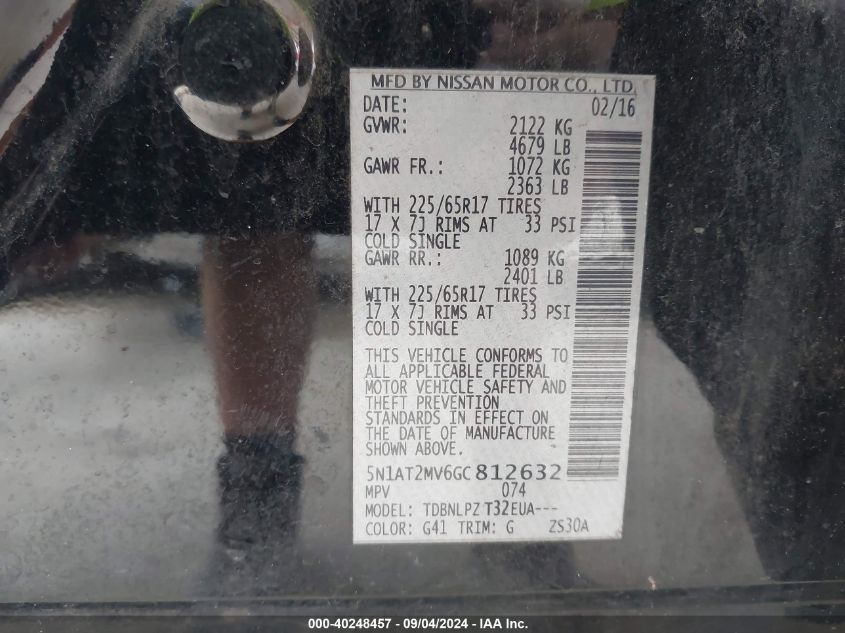 MFD BY NISSAN MOTOR CO., LTD.
DATE: 02/16
GVWR: 2122 KG
4679 LB
GAWR FR.: 1072 KG
2363 LB
WITH 225/65R17 TIRES
17 X 7J RIMS AT 33 PSI
COLD SINGLE
GAWR RR.: 1089 KG
2401 LB
WITH 225/65R17 TIRES
17 X 7J RIMS AT 33 PSI
COLD SINGLE
THIS VEHICLE CONFORMS TO
ALL APPLICABLE FEDERAL
MOTOR VEHICLE SAFETY AND
THEFT PREVENTION
STANDARDS IN EFFECT ON
THE DATE OF MANUFACTURE
SHOWN ABOVE.
5N1AT2MV6GC812632
MPV 074
MODEL: TDBNLPZ T32EUA---
COLOR: G41 TRIM: G ZS30A
000-40248457 - 09/04/2024 - IAA Inc.